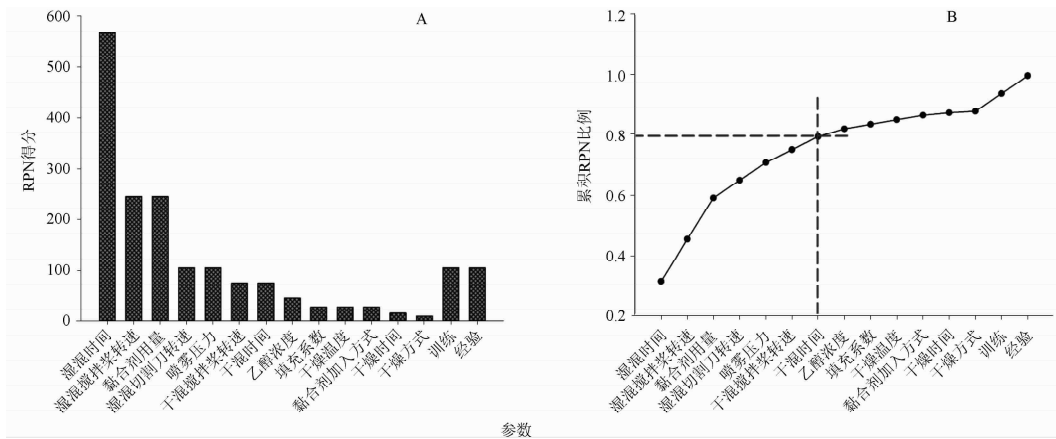 A
600
500
400
300
200
100
0
RPN得分
湿混时间
湿混搅拌桨转速
黏合剂用量
湿混切割刀转速
喷雾压力
干混搅拌桨转速
干混时间
乙醇浓度
填充系数
干燥温度
黏合剂加入方式
干燥时间
干燥方式
训练
经验
B
1.2
1.0
0.8
0.6
0.4
0.2
累积RPN比例
湿混时间
湿混搅拌桨转速
黏合剂用量
湿混切割刀转速
喷雾压力
干混搅拌桨转速
干混时间
乙醇浓度
填充系数
干燥温度
黏合剂加入方式
干燥时间
干燥方式
训练
经验
参数